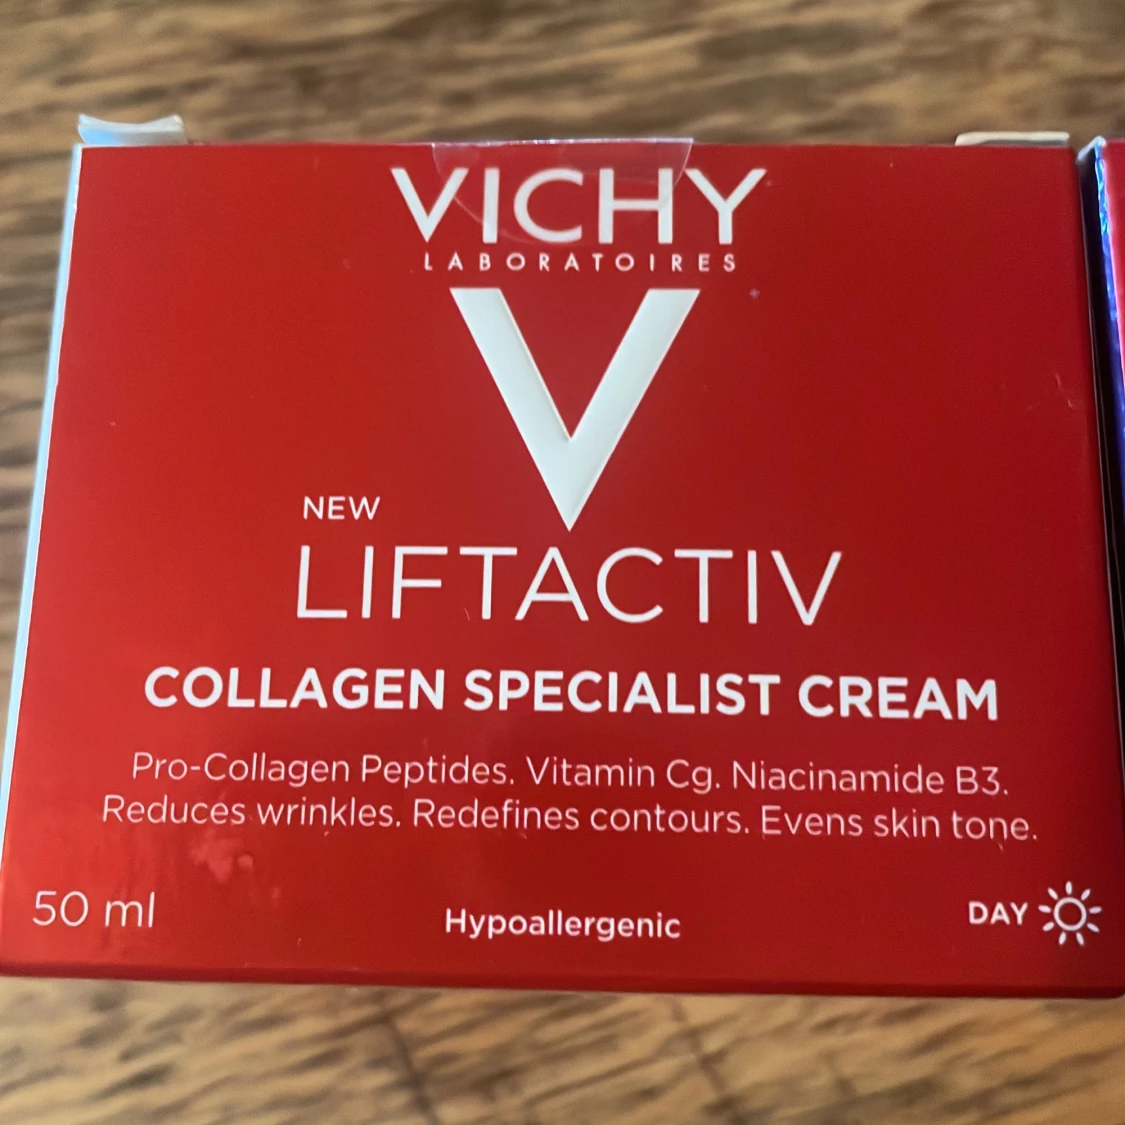 VICHY
LABORATOIRES
V
NEW
LIFTACTIV
COLLAGEN SPECIALIST CREAM
Pro-Collagen Peptides. Vitamin Cg. Niacinamide B3.
Reduces wrinkles. Redefines contours. Evens skin tone.
50 ml
Hypoallergenic
DAY